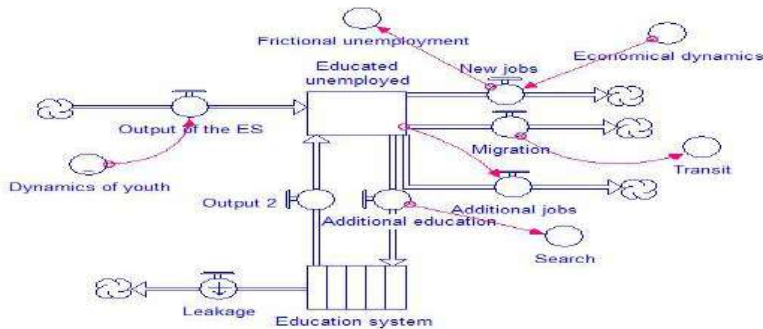 Frictional unemployment
Economical dynamics
Educated
unemployed
New jobs
Output of the ES
Migration
Dynamics of youth
Transit
Output 2
Additional jobs
Additional education
Search
Leakage
Education system